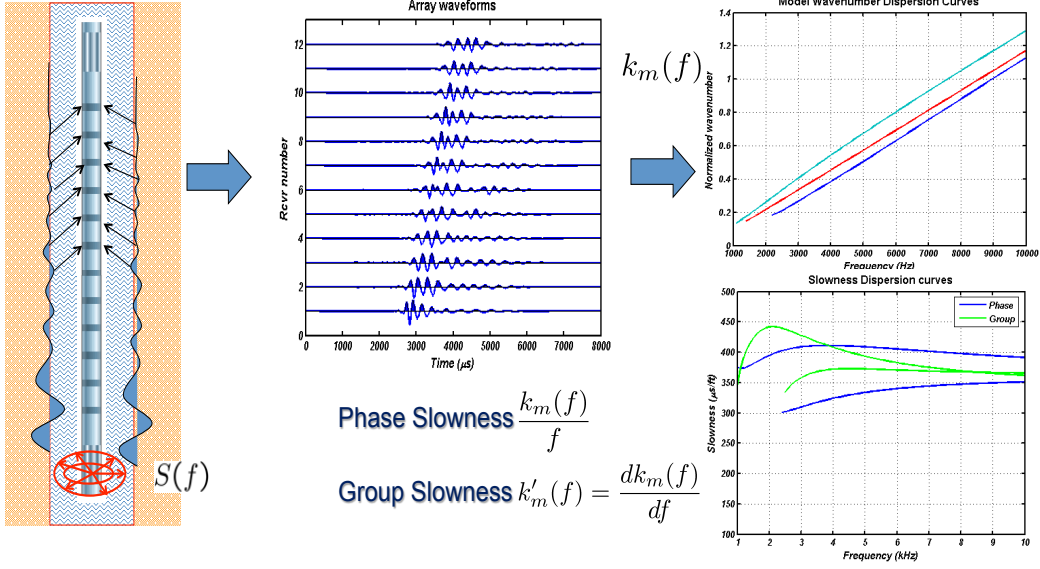 S(f)
Array waveforms
12
10
8
6
4
2
0
Rcvr number
0 1000 2000 3000 4000 5000 6000 7000 8000
Time (μs)
k_m(f)
Model Wavenumber Dispersion Curves
1.4
1.2
1
0.8
0.6
0.4
0.2
0
Normalized wavenumber
1000 2000 3000 4000 5000 6000 7000 8000 9000 10000
Frequency (Hz)
Slowness Dispersion curves
Phase
Group
500
450
400
350
300
250
200
150
100
Slowness (μs/ft)
1 2 3 4 5 6 7 8 9 10
Frequency (kHz)
Phase Slowness k_m(f)/f
Group Slowness k'_m(f) = dk_m(f)/df